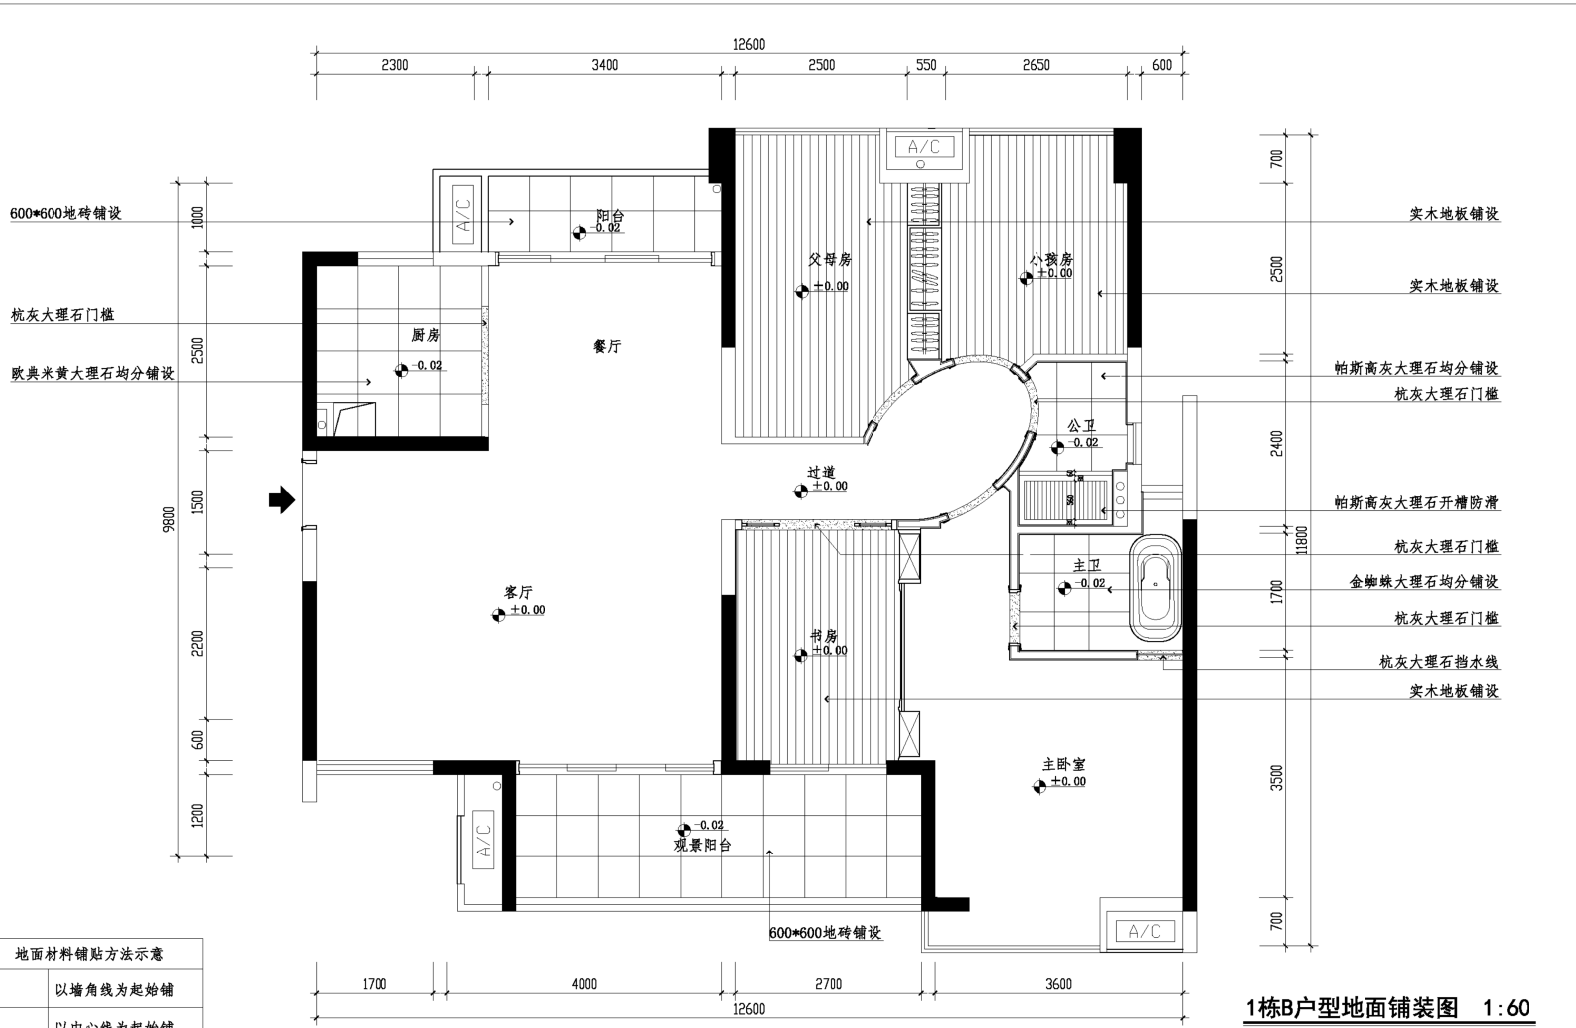 12600
2300
3400
2500
550
2650
600
A/C
700
1000
A/C
600*600地砖铺设
阳台
-0.02
实木地板铺设
父母房
±0.00
小孩房
±0.00
2500
实木地板铺设
杭灰大理石门槛
厨房
-0.02
餐厅
2500
欧典米黄大理石均分铺设
帕斯高灰大理石均分铺设
杭灰大理石门槛
公卫
-0.02
2400
过道
±0.00
1500
9800
帕斯高灰大理石开槽防滑
50
560
杭灰大理石门槛
11800
主卫
-0.02
金蜘蛛大理石均分铺设
1700
客厅
±0.00
杭灰大理石门槛
2200
书房
±0.00
杭灰大理石挡水线
实木地板铺设
600
主卧室
±0.00
3500
1200
A/C
-0.02
观景阳台
600*600地砖铺设
A/C
700
地面材料铺贴方法示意
以墙角线为起始铺
以中心线为起始铺
1700
4000
2700
3600
12600
1栋B户型地面铺装图 1:60